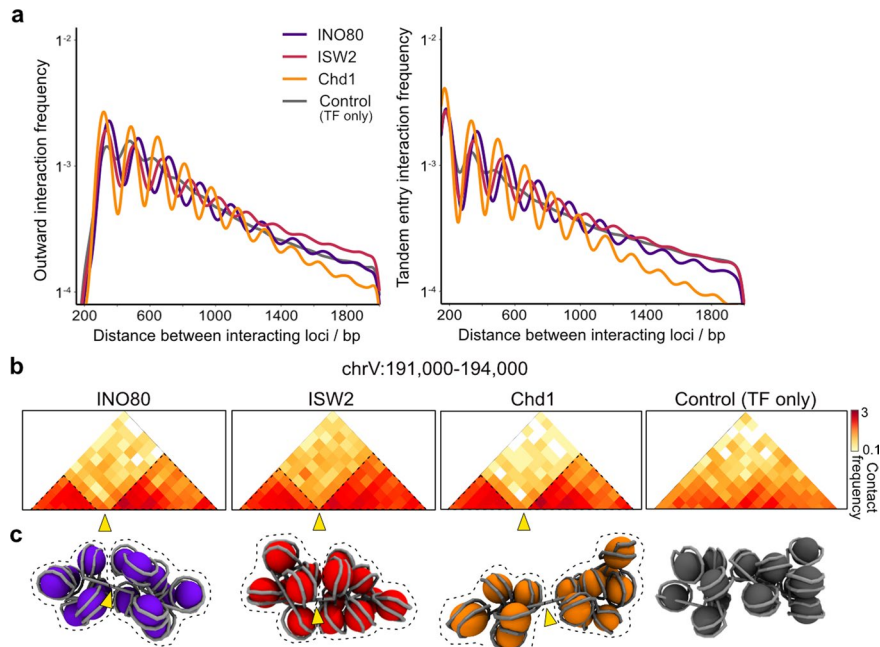 a
Outward interaction frequency
1⁻²
1⁻³
1⁻⁴
200 600 1000 1400 1800
Distance between interacting loci / bp
INO80
ISW2
Chd1
Control
(TF only)
Tandem entry interaction frequency
1⁻²
1⁻³
1⁻⁴
200 600 1000 1400 1800
Distance between interacting loci / bp
b
chrV:191,000-194,000
INO80 ISW2 Chd1 Control (TF only)
3
0.1
Contact
frequency
c